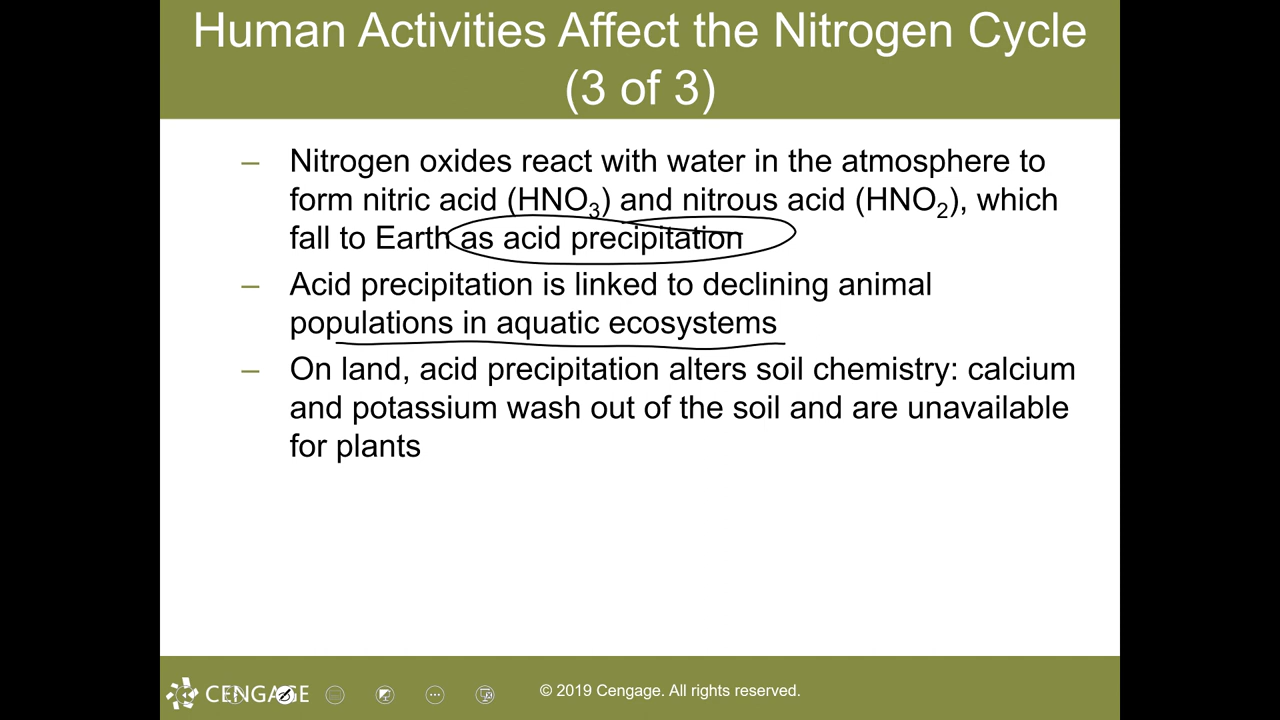 Human Activities Affect the Nitrogen Cycle
(3 of 3)
– Nitrogen oxides react with water in the atmosphere to
form nitric acid (HNO₃) and nitrous acid (HNO₂), which
fall to Earth as acid precipitation
– Acid precipitation is linked to declining animal
populations in aquatic ecosystems
– On land, acid precipitation alters soil chemistry: calcium
and potassium wash out of the soil and are unavailable
for plants
CENGAGE
© 2019 Cengage. All rights reserved.